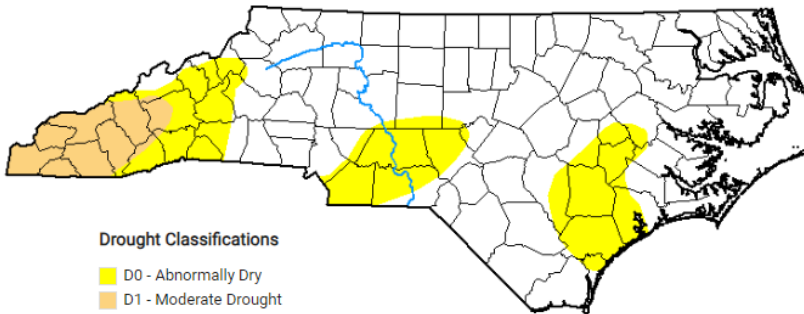 Drought Classifications
D0 - Abnormally Dry
D1 - Moderate Drought